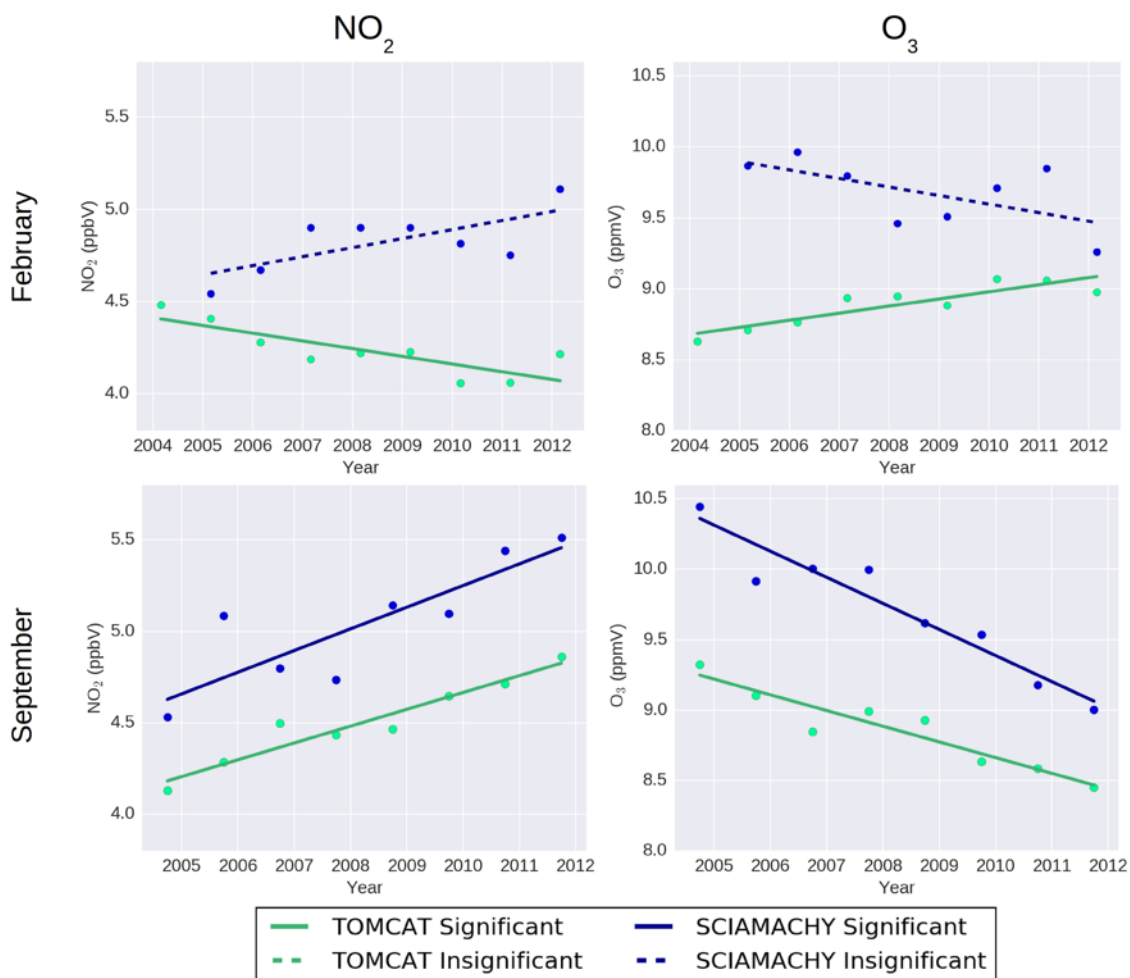 NO₂ O₃
February
NO₂ (ppbV)
5.5
5.0
4.5
4.0
2004 2005 2006 2007 2008 2009 2010 2011 2012
Year
O₃ (ppmV)
10.5
10.0
9.5
9.0
8.5
8.0
2004 2005 2006 2007 2008 2009 2010 2011 2012
Year
September
NO₂ (ppbV)
5.5
5.0
4.5
4.0
2005 2006 2007 2008 2009 2010 2011 2012
Year
O₃ (ppmV)
10.5
10.0
9.5
9.0
8.5
8.0
2005 2006 2007 2008 2009 2010 2011 2012
Year
TOMCAT Significant SCIAMACHY Significant
TOMCAT Insignificant SCIAMACHY Insignificant